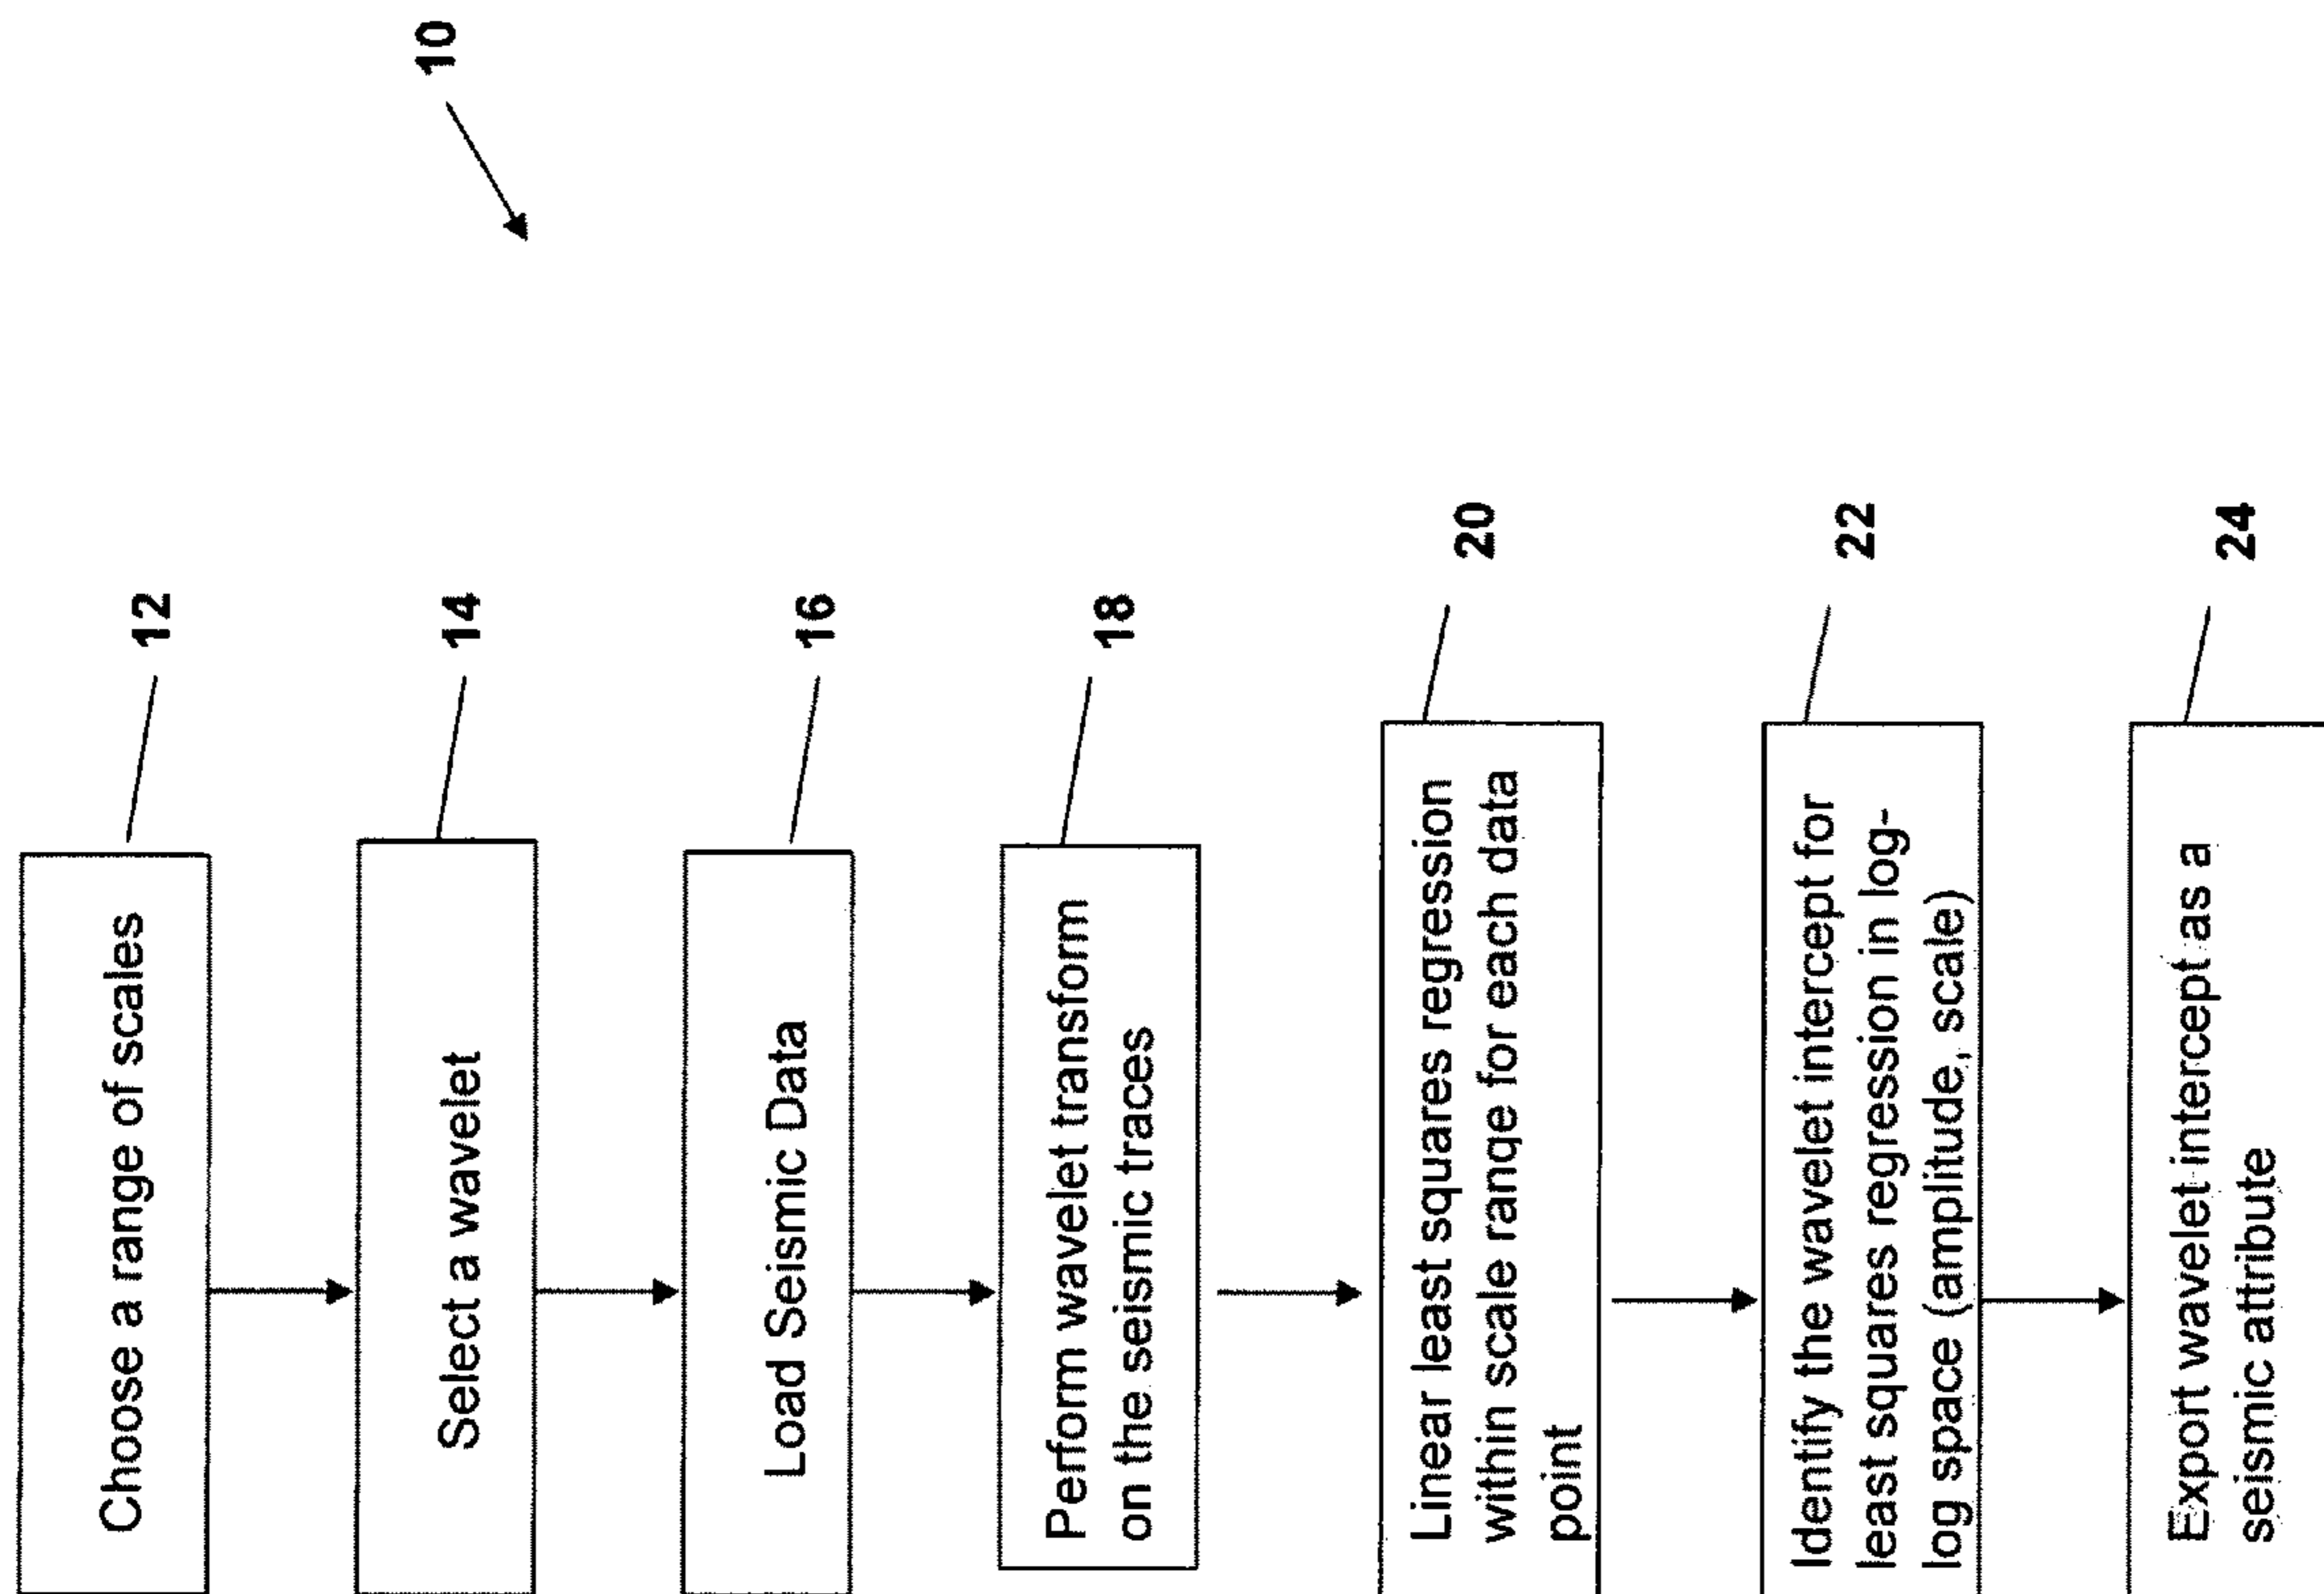 10
12
Choose a range of scales
14
Select a wavelet
16
Load Seismic Data
18
Perform wavelet transform
on the seismic traces
20
Linear least squares regression
within scale range for each data
point
22
Identify the wavelet intercept for
least squares regression in log-
log space (amplitude, scale)
24
Export wavelet intercept as a
seismic attribute